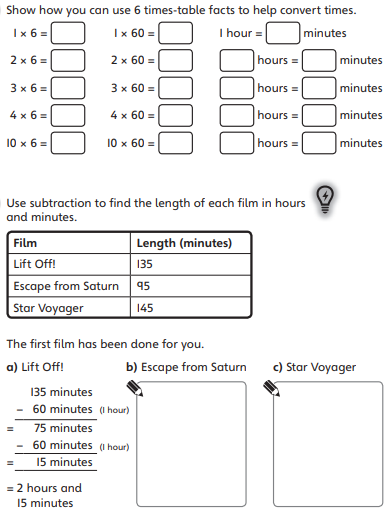 Show how you can use 6 times-table facts to help convert times.
1 × 6 = 1 × 60 = 1 hour = minutes
2 × 6 = 2 × 60 = hours = minutes
3 × 6 = 3 × 60 = hours = minutes
4 × 6 = 4 × 60 = hours = minutes
10 × 6 = 10 × 60 = hours = minutes
Use subtraction to find the length of each film in hours
and minutes.
Film Length (minutes)
Lift Off! 135
Escape from Saturn 95
Star Voyager 145
The first film has been done for you.
a) Lift Off! b) Escape from Saturn c) Star Voyager
135 minutes
− 60 minutes (1 hour)
= 75 minutes
− 60 minutes (1 hour)
= 15 minutes
= 2 hours and
15 minutes